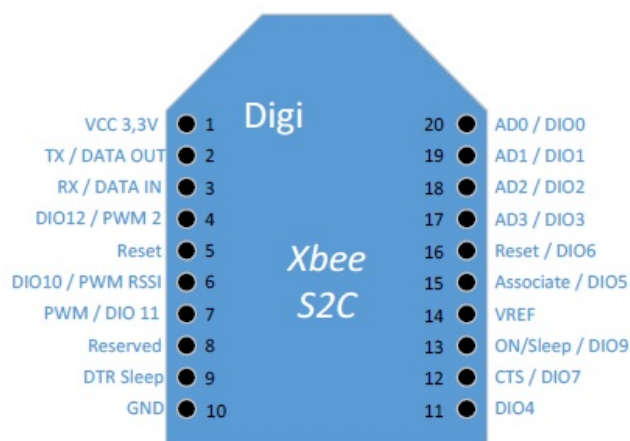 Digi
Xbee
S2C
VCC 3,3V 1
TX / DATA OUT 2
RX / DATA IN 3
DIO12 / PWM 2 4
Reset 5
DIO10 / PWM RSSI 6
PWM / DIO 11 7
Reserved 8
DTR Sleep 9
GND 10
20 AD0 / DIO0
19 AD1 / DIO1
18 AD2 / DIO2
17 AD3 / DIO3
16 Reset / DIO6
15 Associate / DIO5
14 VREF
13 ON/Sleep / DIO9
12 CTS / DIO7
11 DIO4